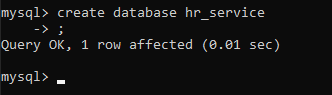 mysql> create database hr_service
    -> ;
Query OK, 1 row affected (0.01 sec)
mysql>